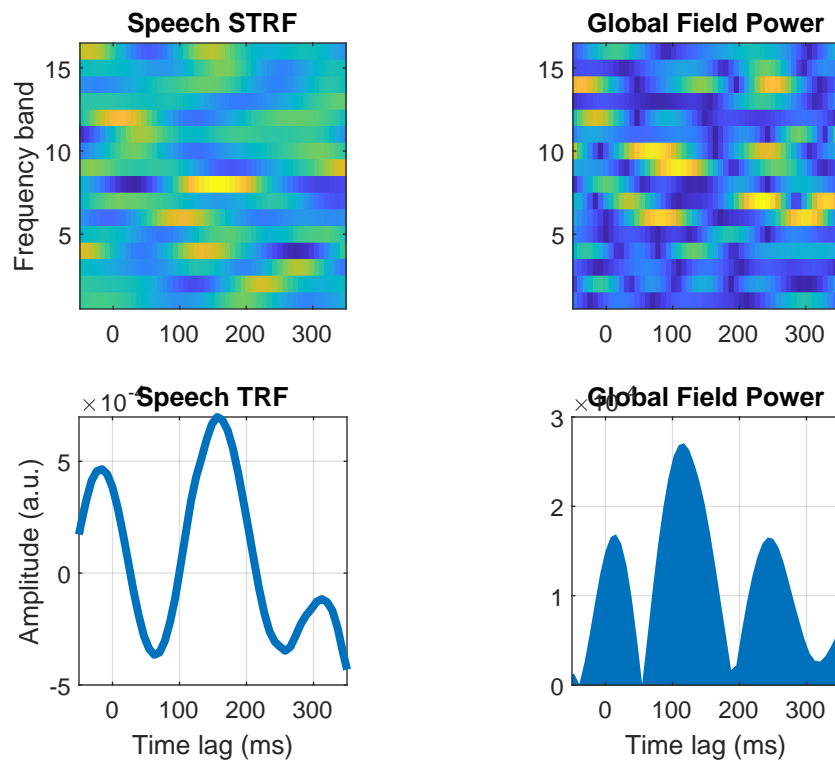 Speech STRF
Frequency band
15
10
5
0 100 200 300
Global Field Power
15
10
5
0 100 200 300
× 10⁻⁴
Speech TRF
Amplitude (a.u.)
5
0
-5
0 100 200 300
Time lag (ms)
Global Field Power
3
2
1
0
0 100 200 300
Time lag (ms)